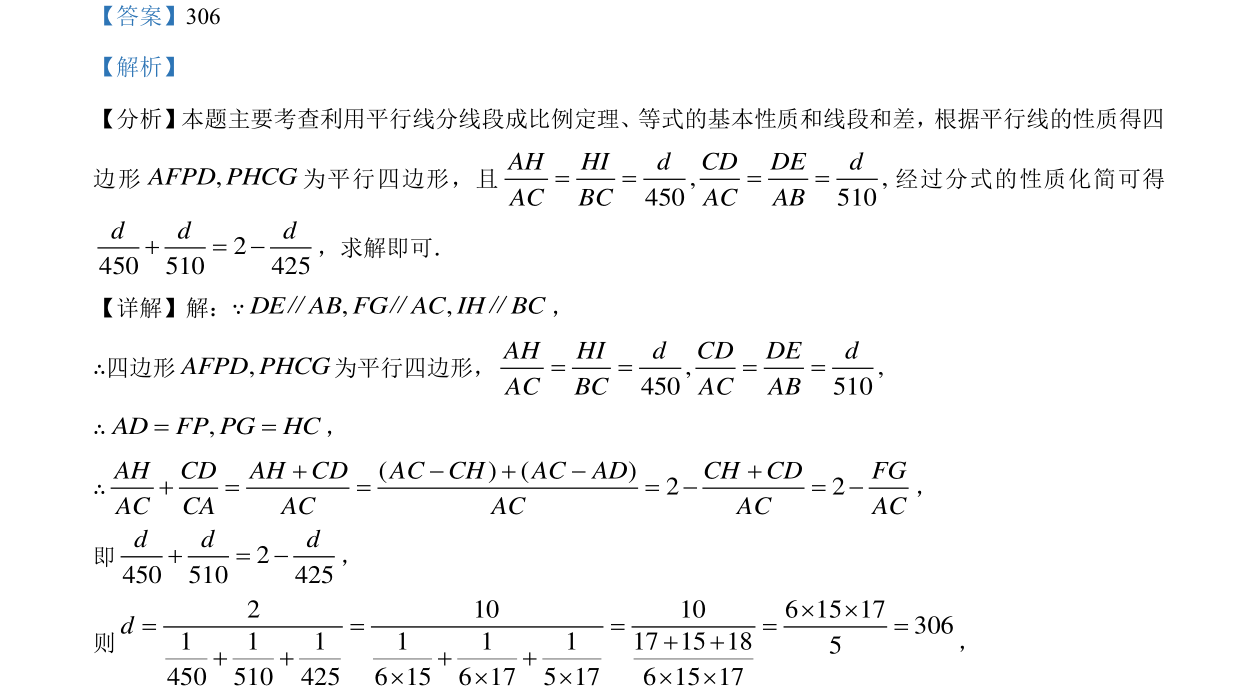 【答案】306
【解析】
【分析】本题主要考查利用平行线分线段成比例定理、等式的基本性质和线段和差，根据平行线的性质得四
边形 AFPD, PHCG 为平行四边形，且 AH/AC = HI/BC = d/450, CD/AC = DE/AB = d/510, 经过分式的性质化简可得
d/450 + d/510 = 2 − d/425，求解即可.
【详解】解：∵ DE∥AB, FG∥AC, IH∥BC，
∴四边形 AFPD, PHCG 为平行四边形，AH/AC = HI/BC = d/450, CD/AC = DE/AB = d/510,
∴ AD = FP, PG = HC，
∴ AH/AC + CD/CA = (AH + CD)/AC = ((AC − CH) + (AC − AD))/AC = 2 − (CH + CD)/AC = 2 − FG/AC，
即 d/450 + d/510 = 2 − d/425，
则 d = 2/(1/450 + 1/510 + 1/425) = 10/(1/(6×15) + 1/(6×17) + 1/(5×17)) = 10/((17+15+18)/(6×15×17)) = (6×15×17)/5 = 306，